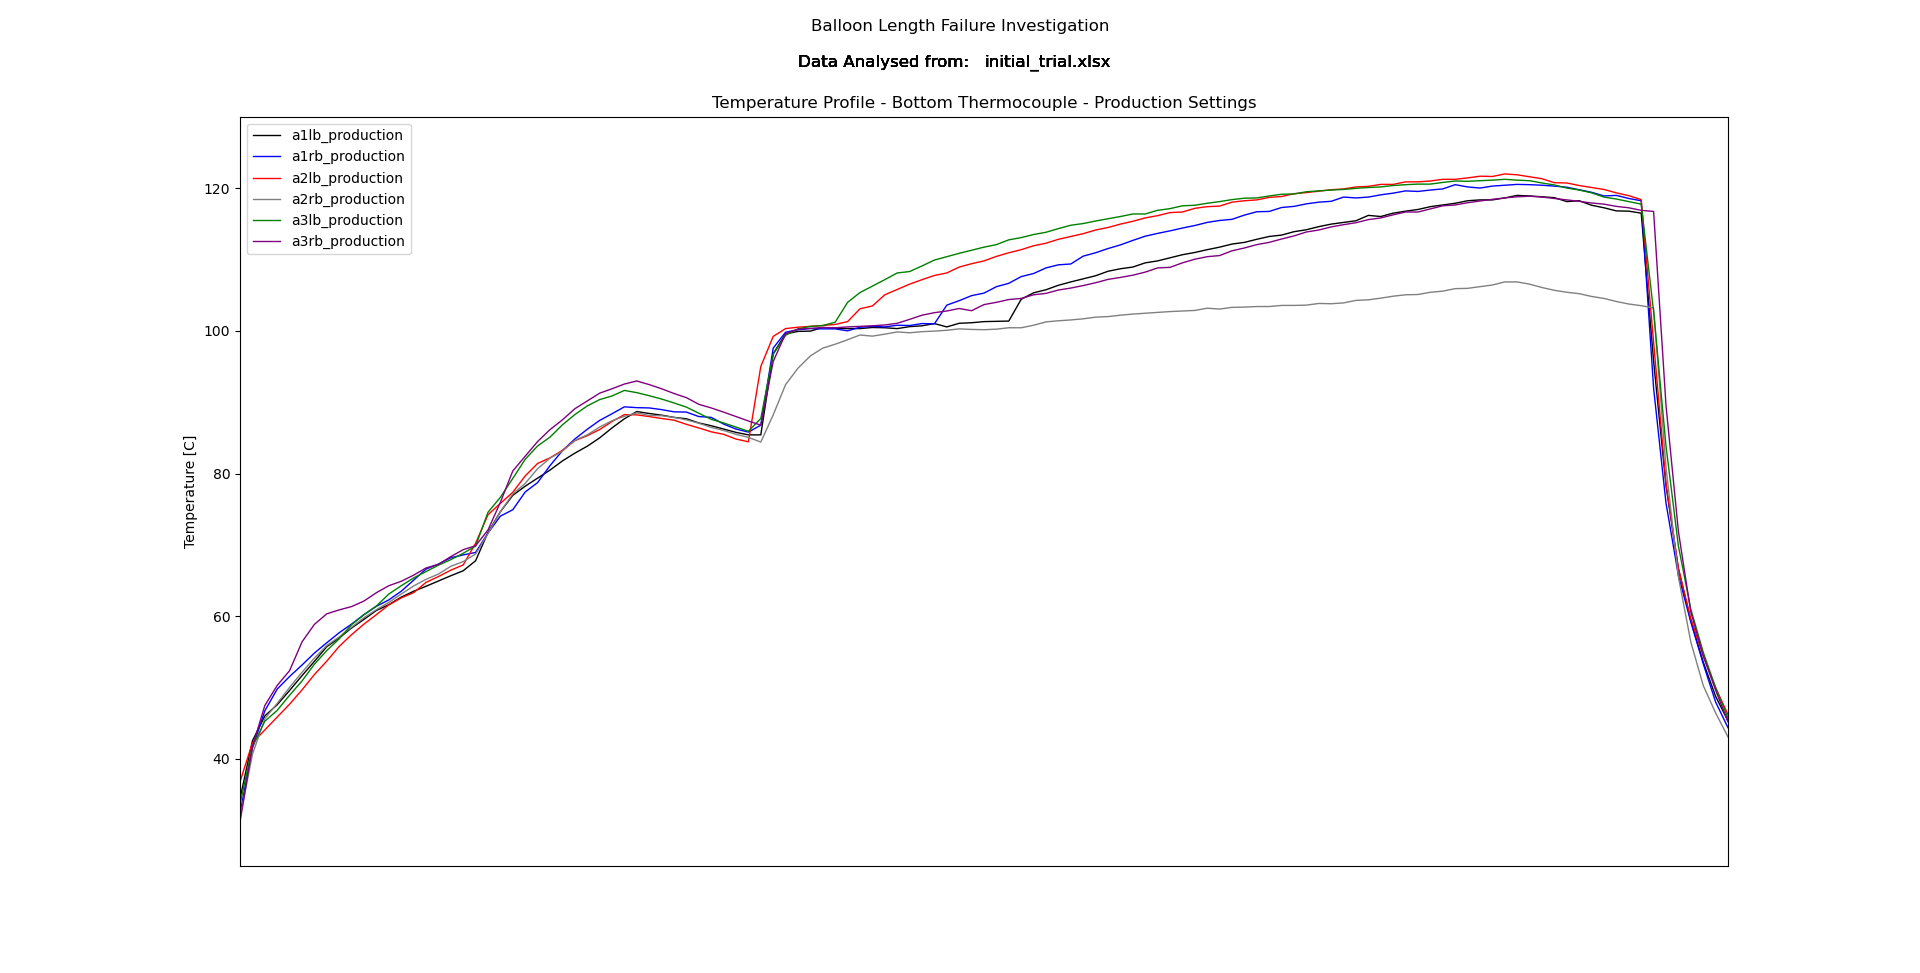 Balloon Length Failure Investigation
Data Analysed from:   initial_trial.xlsx
Temperature Profile - Bottom Thermocouple - Production Settings
a1lb_production
a1rb_production
a2lb_production
a2rb_production
a3lb_production
a3rb_production
120
100
80
60
40
Temperature [C]